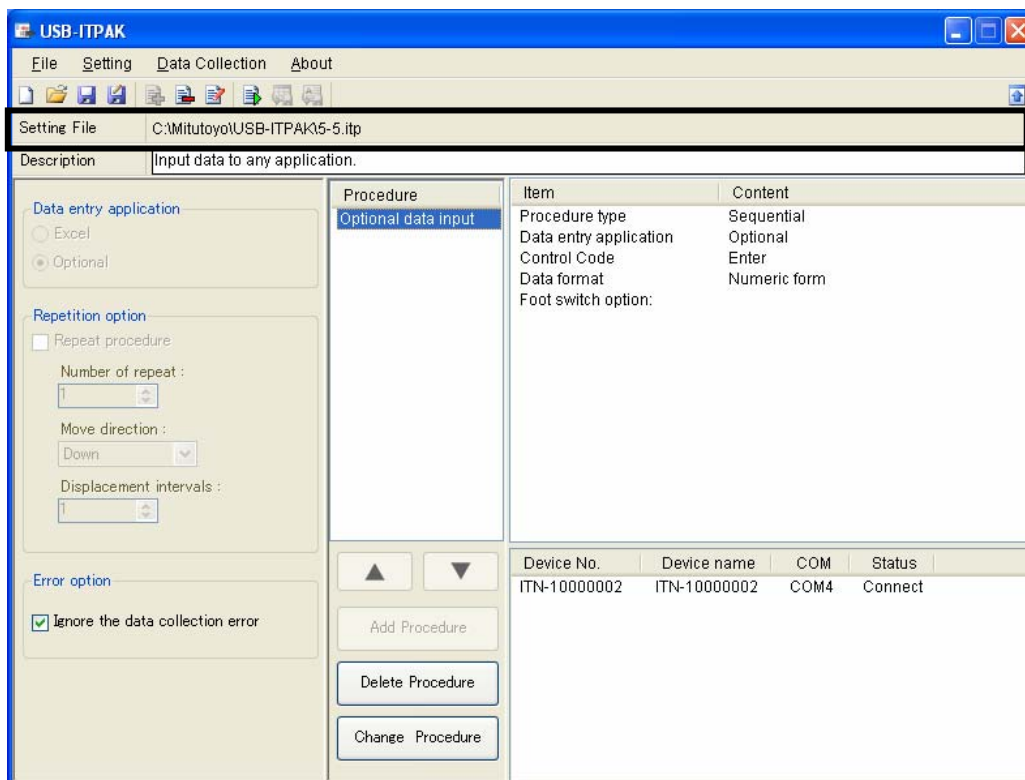 USB-ITPAK
File Setting Data Collection About
Setting File C:\Mitutoyo\USB-ITPAK\5-5.itp
Description Input data to any application.
Data entry application
Excel
Optional
Repetition option
Repeat procedure
Number of repeat :
1
Move direction :
Down
Displacement intervals :
1
Error option
Ignore the data collection error
Procedure
Optional data input
Add Procedure
Delete Procedure
Change Procedure
Item Content
Procedure type Sequential
Data entry application Optional
Control Code Enter
Data format Numeric form
Foot switch option:
Device No. Device name COM Status
ITN-10000002 ITN-10000002 COM4 Connect